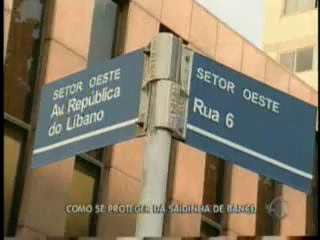 SETOR OESTE
Av. República
do Líbano
SETOR OESTE
Rua 6
COMO SE PROTEGER DA SAIDINHA DE BANCO